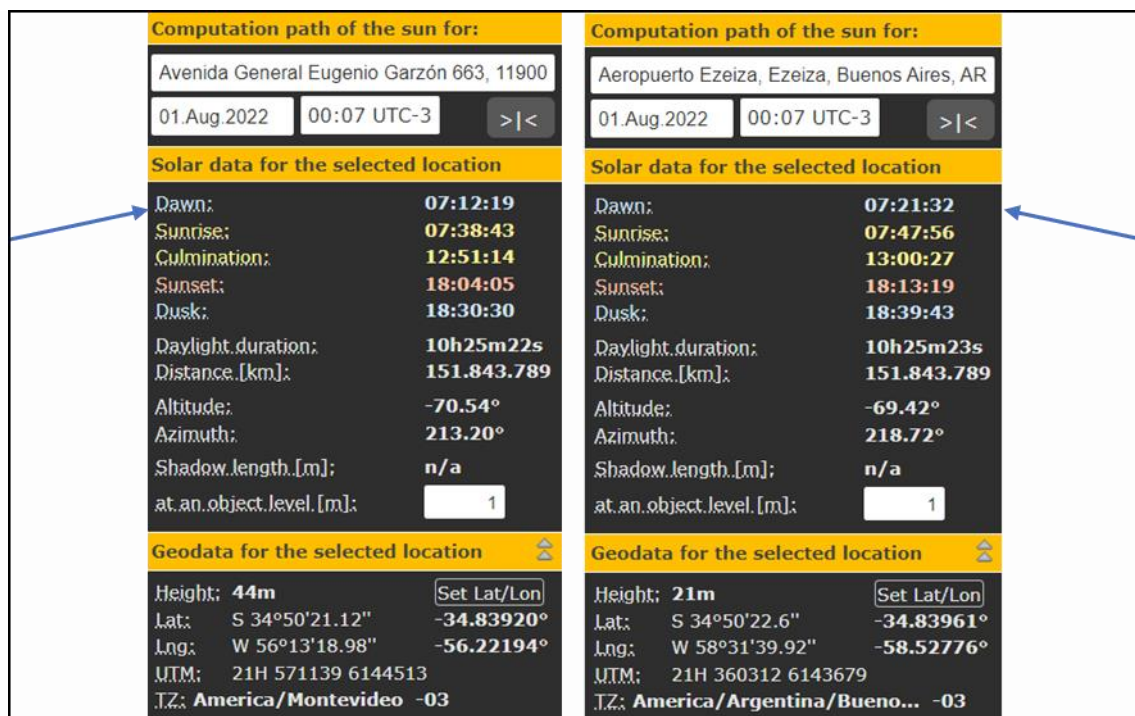 Computation path of the sun for:
Avenida General Eugenio Garzón 663, 11900
01.Aug.2022 00:07 UTC-3 >|<
Solar data for the selected location
Dawn: 07:12:19
Sunrise: 07:38:43
Culmination: 12:51:14
Sunset: 18:04:05
Dusk: 18:30:30
Daylight duration: 10h25m22s
Distance [km]: 151.843.789
Altitude: -70.54°
Azimuth: 213.20°
Shadow length [m]: n/a
at an object level [m]: 1
Geodata for the selected location
Height: 44m Set Lat/Lon
Lat: S 34°50'21.12'' -34.83920°
Lng: W 56°13'18.98'' -56.22194°
UTM: 21H 571139 6144513
TZ: America/Montevideo -03
Computation path of the sun for:
Aeropuerto Ezeiza, Ezeiza, Buenos Aires, AR
01.Aug.2022 00:07 UTC-3 >|<
Solar data for the selected location
Dawn: 07:21:32
Sunrise: 07:47:56
Culmination: 13:00:27
Sunset: 18:13:19
Dusk: 18:39:43
Daylight duration: 10h25m23s
Distance [km]: 151.843.789
Altitude: -69.42°
Azimuth: 218.72°
Shadow length [m]: n/a
at an object level [m]: 1
Geodata for the selected location
Height: 21m Set Lat/Lon
Lat: S 34°50'22.6'' -34.83961°
Lng: W 58°31'39.92'' -58.52776°
UTM: 21H 360312 6143679
TZ: America/Argentina/Bueno... -03